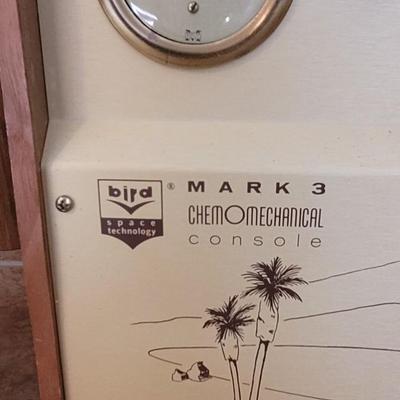 bird
space
technology
®
MARK 3
CHEMOMECHANICAL
console